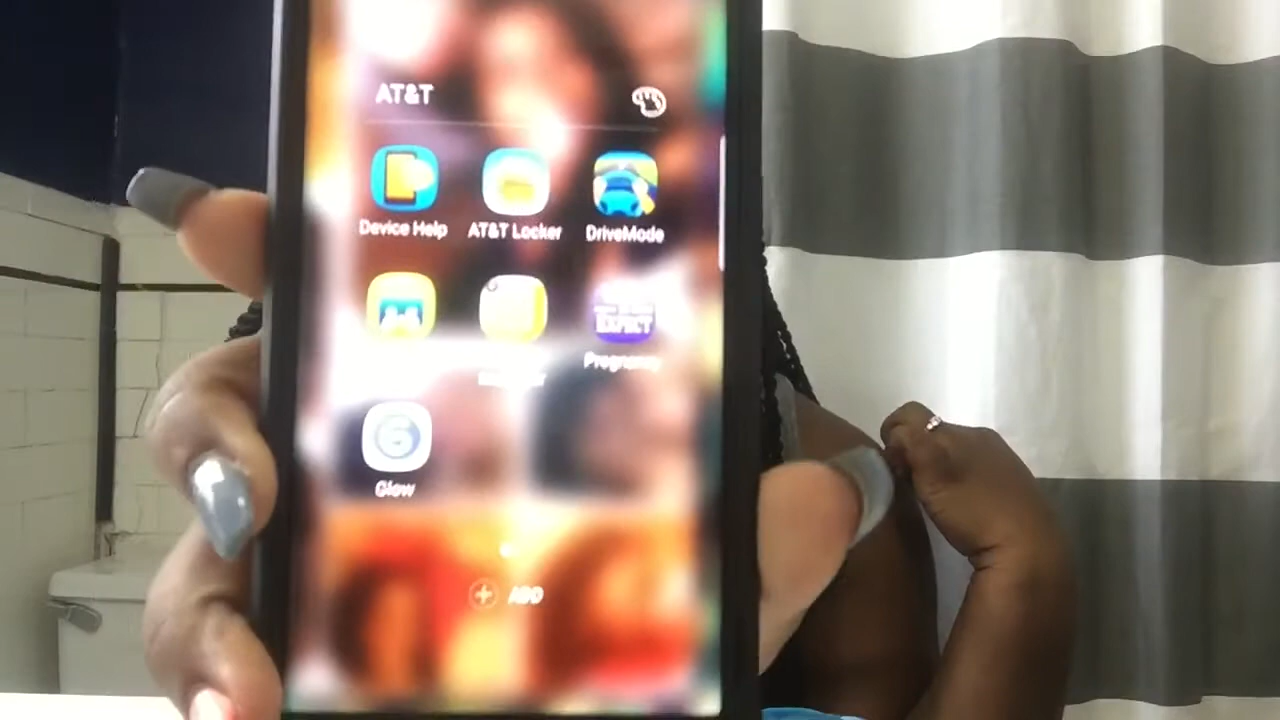 AT&T
Device Help AT&T Locker DriveMode
EXPECT
Pregnancy
Glow
ADD